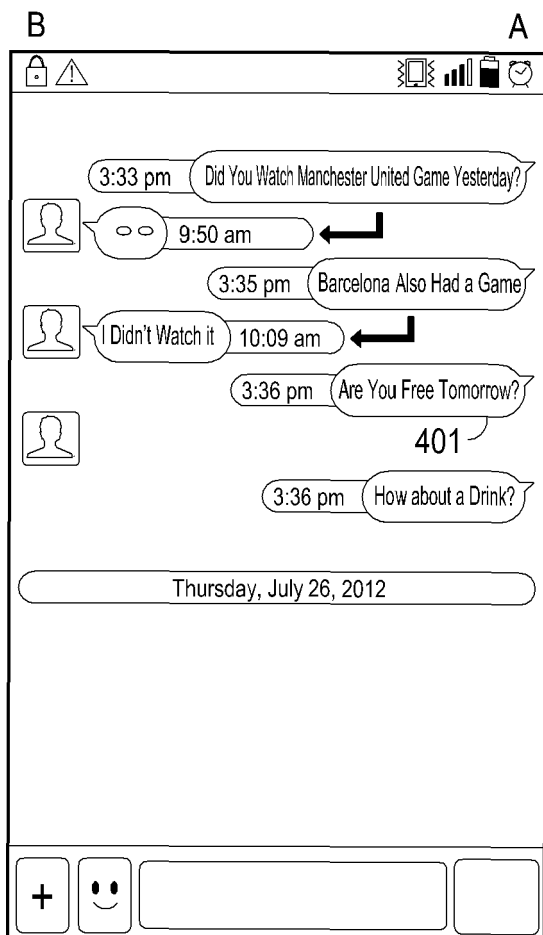 B A
3:33 pm Did You Watch Manchester United Game Yesterday?
9:50 am
3:35 pm Barcelona Also Had a Game
I Didn't Watch it 10:09 am
3:36 pm Are You Free Tomorrow?
401
3:36 pm How about a Drink?
Thursday, July 26, 2012
+